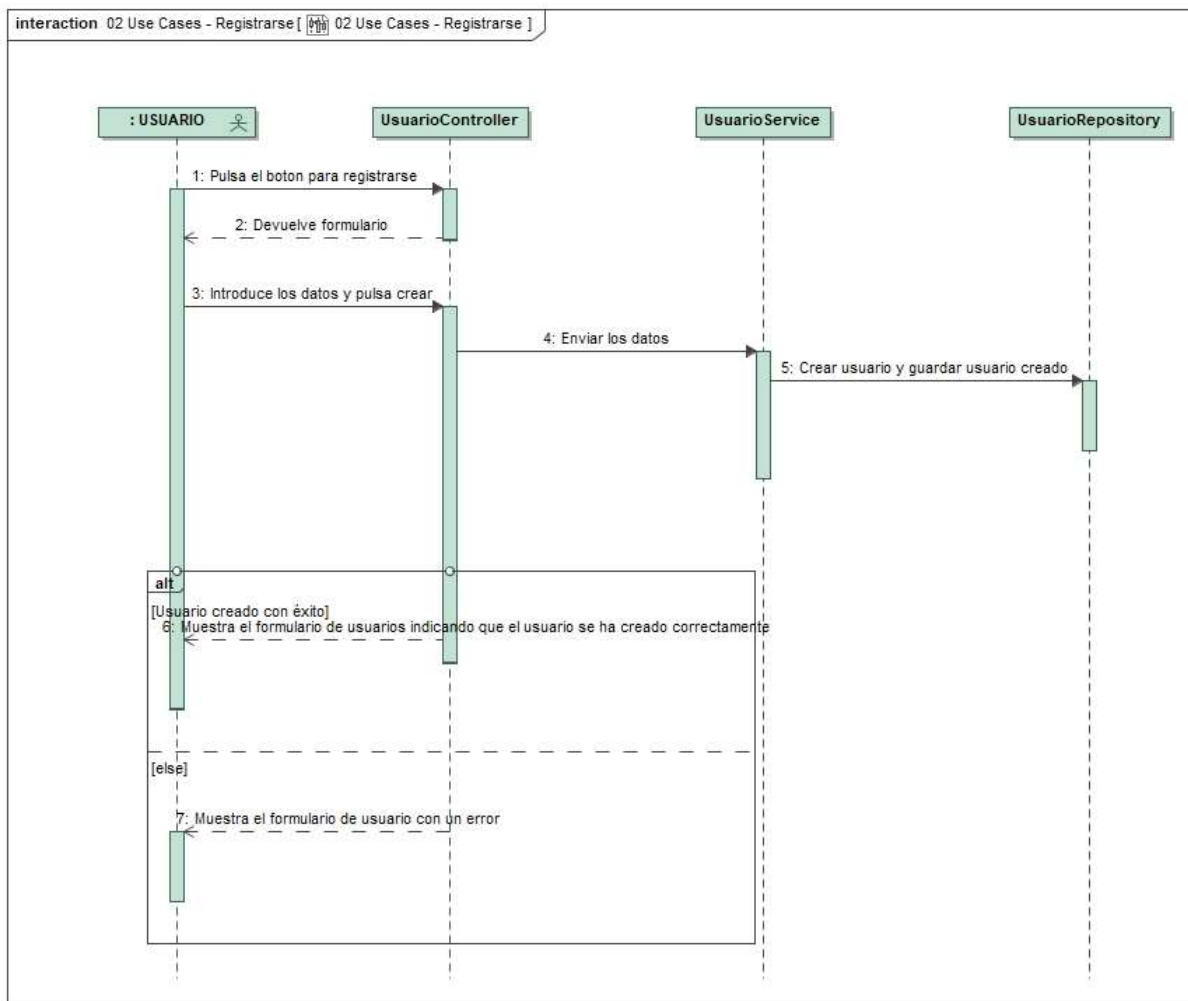 interaction 02 Use Cases - Registrarse [ 02 Use Cases - Registrarse ]
: USUARIO
UsuarioController
UsuarioService
UsuarioRepository
1: Pulsa el boton para registrarse
2: Devuelve formulario
3: Introduce los datos y pulsa crear
4: Enviar los datos
5: Crear usuario y guardar usuario creado
alt
[Usuario creado con éxito]
6: Muestra el formulario de usuarios indicando que el usuario se ha creado correctamente
[else]
7: Muestra el formulario de usuario con un error